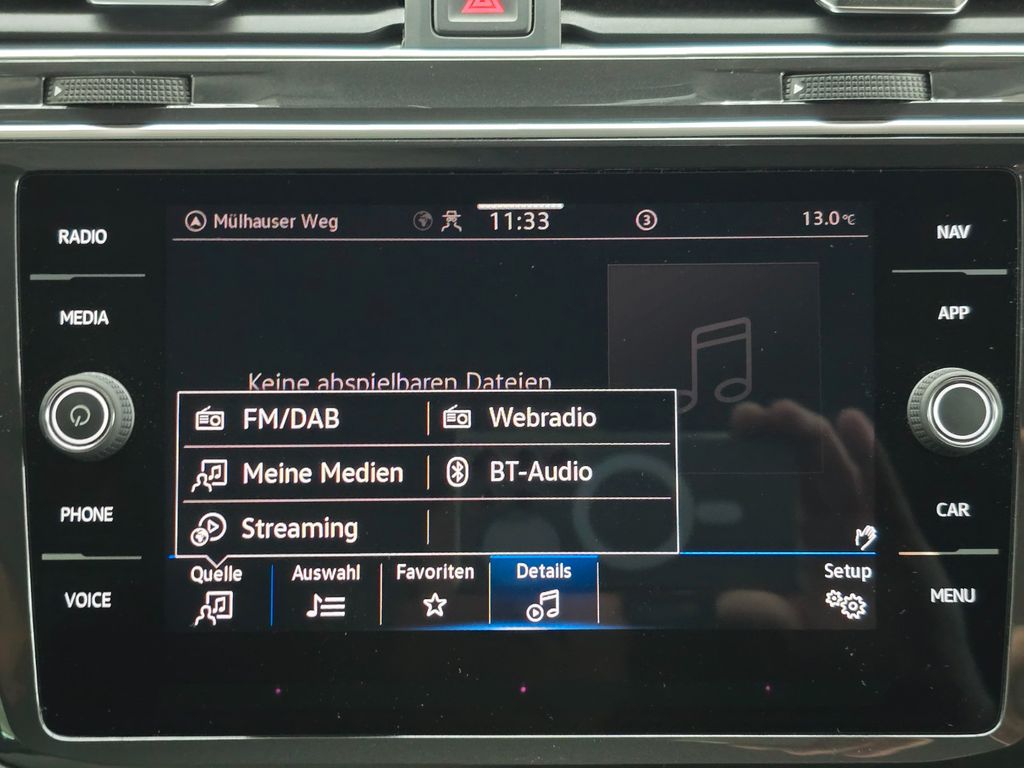 RADIO
MEDIA
PHONE
VOICE
Mülhauser Weg
11:33
3
13.0 °C
Keine abspielbaren Dateien
FM/DAB
Webradio
Meine Medien
BT-Audio
Streaming
Quelle
Auswahl
Favoriten
Details
Setup
NAV
APP
CAR
MENU